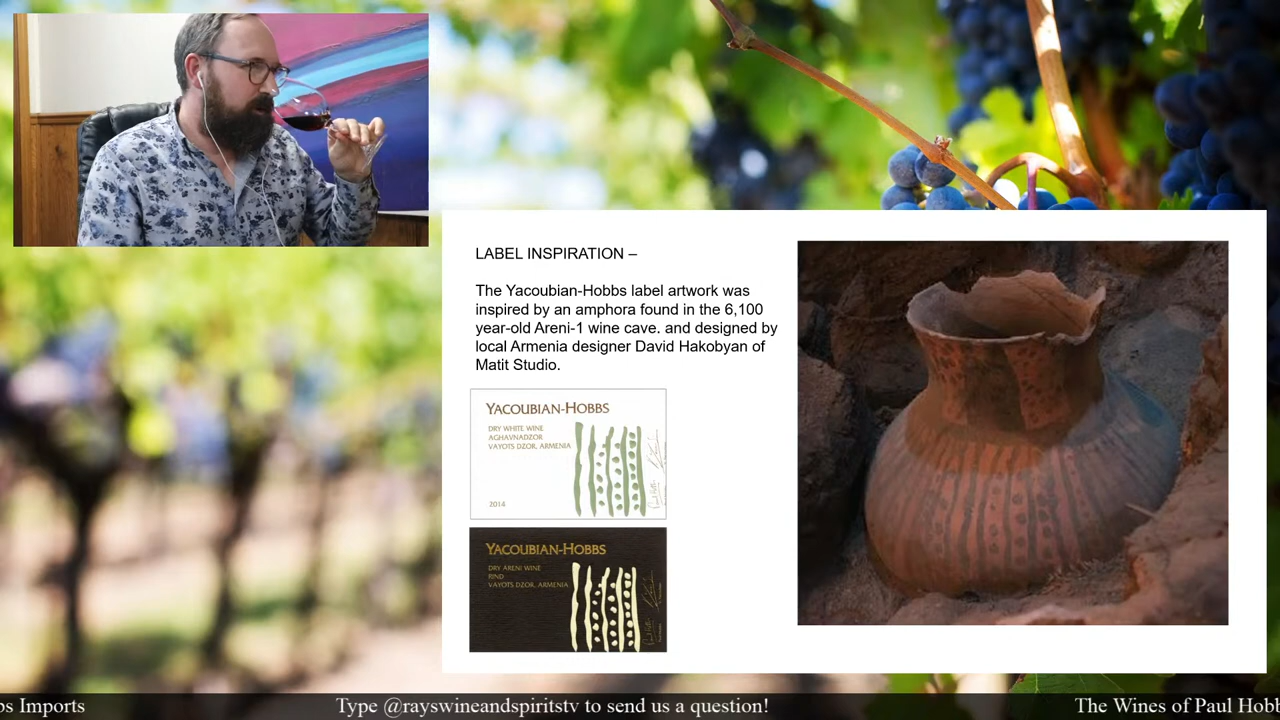 LABEL INSPIRATION –
The Yacoubian-Hobbs label artwork was
inspired by an amphora found in the 6,100
year-old Areni-1 wine cave. and designed by
local Armenia designer David Hakobyan of
Matit Studio.
YACOUBIAN-HOBBS
DRY WHITE WINE
AGHAVNADZOR
VAYOTS DZOR, ARMENIA
2014
YACOUBIAN-HOBBS
DRY ARENI WINE
RIND
VAYOTS DZOR, ARMENIA
os Imports Type @rayswineandspiritstv to send us a question! The Wines of Paul Hobb